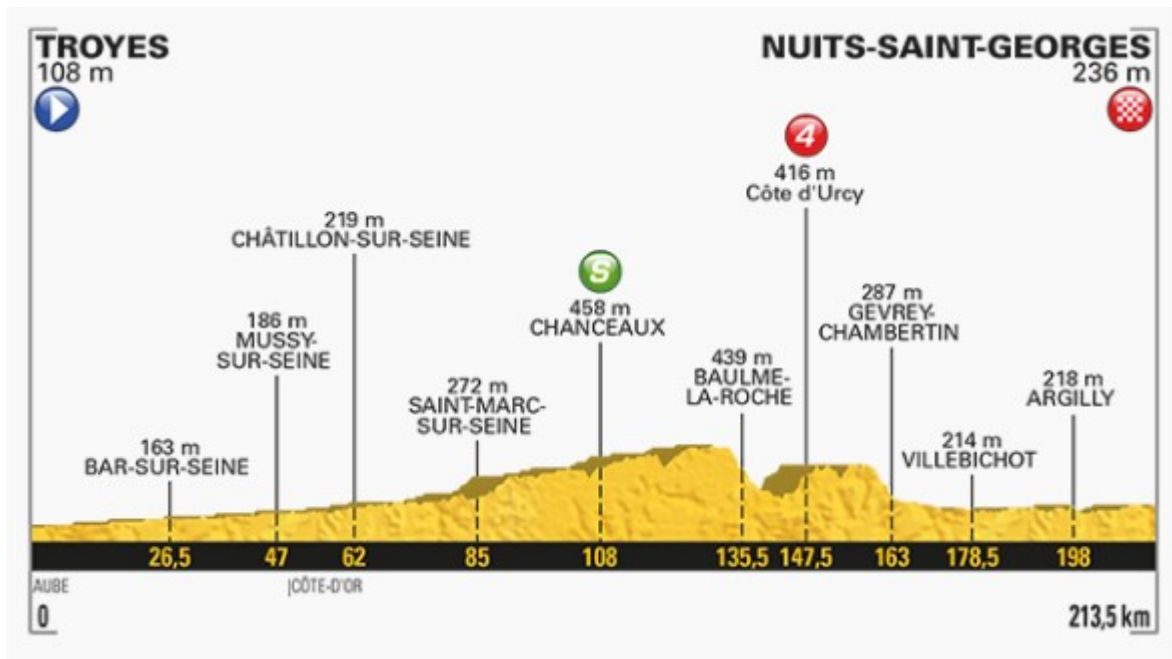 TROYES
108 m
NUITS-SAINT-GEORGES
236 m
4
416 m
Côte d'Urcy
219 m
CHÂTILLON-SUR-SEINE
S
458 m
CHANCEAUX
287 m
GEVREY-
CHAMBERTIN
186 m
MUSSY-
SUR-SEINE
439 m
BAULME-
LA-ROCHE
272 m
SAINT-MARC-
SUR-SEINE
218 m
ARGILLY
163 m
BAR-SUR-SEINE
214 m
VILLEBICHOT
26,5 47 62 85 108 135,5 147,5 163 178,5 198
AUBE |CÔTE-D'OR
0 213,5 km